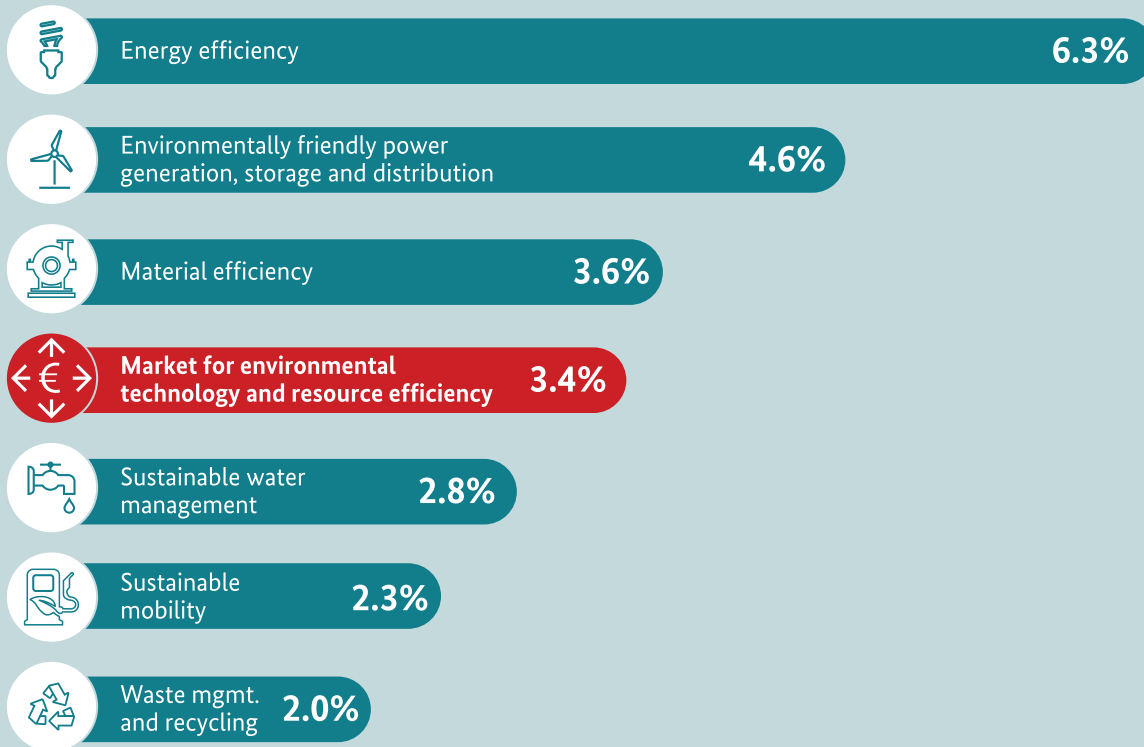 Energy efficiency
6.3%
Environmentally friendly power
generation, storage and distribution
4.6%
Material efficiency
3.6%
€
Market for environmental
technology and resource efficiency
3.4%
Sustainable water
management
2.8%
Sustainable
mobility
2.3%
Waste mgmt.
and recycling
2.0%